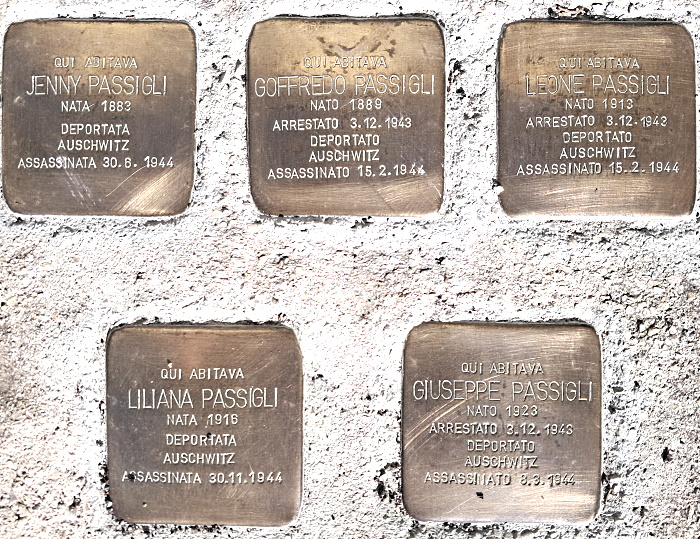 QUI ABITAVA
JENNY PASSIGLI
NATA 1883
DEPORTATA
AUSCHWITZ
ASSASSINATA 30.6.1944
QUI ABITAVA
GOFFREDO PASSIGLI
NATO 1889
ARRESTATO 3.12.1943
DEPORTATO
AUSCHWITZ
ASSASSINATO 15.2.1944
QUI ABITAVA
LEONE PASSIGLI
NATO 1913
ARRESTATO 3.12.1943
DEPORTATO
AUSCHWITZ
ASSASSINATO 15.2.1944
QUI ABITAVA
LILIANA PASSIGLI
NATA 1916
DEPORTATA
AUSCHWITZ
ASSASSINATA 30.11.1944
QUI ABITAVA
GIUSEPPE PASSIGLI
NATO 1923
ARRESTATO 3.12.1943
DEPORTATO
AUSCHWITZ
ASSASSINATO 8.3.1944